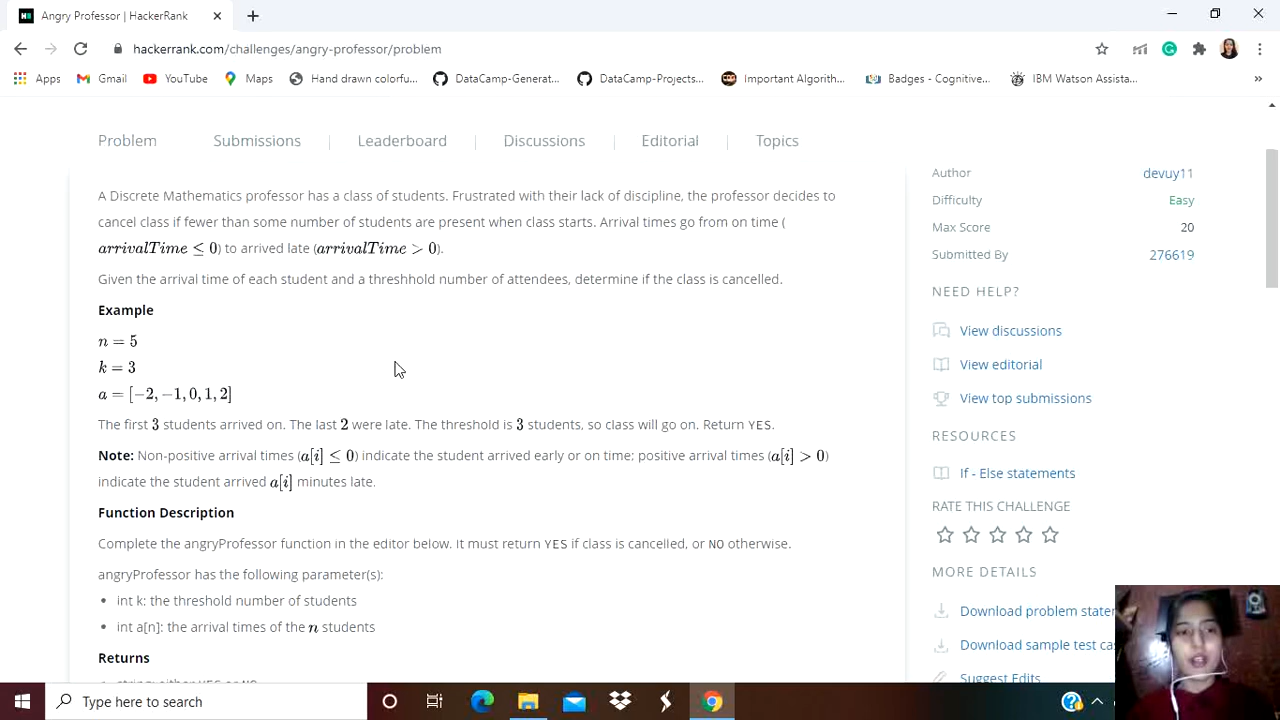 Angry Professor | HackerRank
hackerrank.com/challenges/angry-professor/problem
Apps Gmail YouTube Maps Hand drawn colorfu... DataCamp-Generat... DataCamp-Projects... Important Algorith... Badges - Cognitive... IBM Watson Assista... »
Problem Submissions Leaderboard Discussions Editorial Topics
A Discrete Mathematics professor has a class of students. Frustrated with their lack of discipline, the professor decides to
cancel class if fewer than some number of students are present when class starts. Arrival times go from on time (
arrivalTime ≤ 0) to arrived late (arrivalTime > 0).
Given the arrival time of each student and a threshhold number of attendees, determine if the class is cancelled.
Example
n = 5
k = 3
a = [−2, −1, 0, 1, 2]
The first 3 students arrived on. The last 2 were late. The threshold is 3 students, so class will go on. Return YES.
Note: Non-positive arrival times (a[i] ≤ 0) indicate the student arrived early or on time; positive arrival times (a[i] > 0)
indicate the student arrived a[i] minutes late.
Function Description
Complete the angryProfessor function in the editor below. It must return YES if class is cancelled, or NO otherwise.
angryProfessor has the following parameter(s):
• int k: the threshold number of students
• int a[n]: the arrival times of the n students
Returns
string: either YES or NO
Author devuy11
Difficulty Easy
Max Score 20
Submitted By 276619
NEED HELP?
View discussions
View editorial
View top submissions
RESOURCES
If - Else statements
RATE THIS CHALLENGE
MORE DETAILS
Download problem stater
Download sample test ca
Suggest Edits
Type here to search